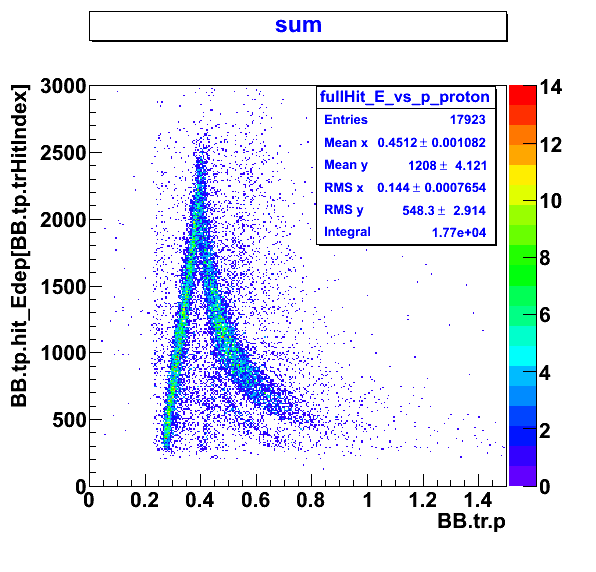 sum
BB.tp.hit_Edep[BB.tp.trHitIndex]
3000
2500
2000
1500
1000
500
0
fullHit_E_vs_p_proton
Entries 17923
Mean x 0.4512 ± 0.001082
Mean y 1208 ± 4.121
RMS x 0.144 ± 0.0007654
RMS y 548.3 ± 2.914
Integral 1.77e+04
14
12
10
8
6
4
2
0
0 0.2 0.4 0.6 0.8 1 1.2 1.4
BB.tr.p